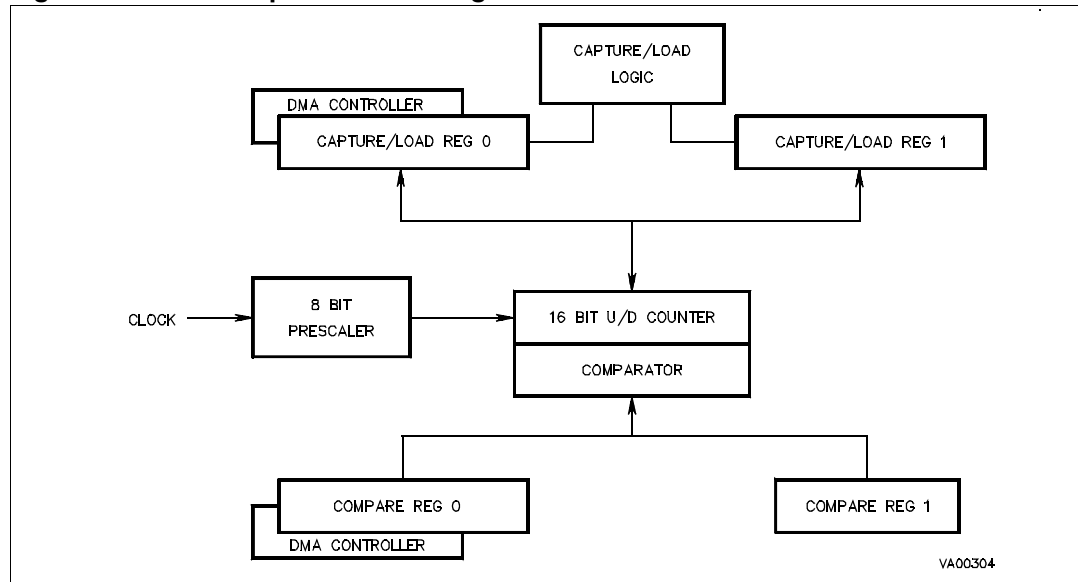 CAPTURE/LOAD
LOGIC
DMA CONTROLLER
CAPTURE/LOAD REG 0
CAPTURE/LOAD REG 1
8 BIT
PRESCALER
CLOCK
16 BIT U/D COUNTER
COMPARATOR
COMPARE REG 0
COMPARE REG 1
DMA CONTROLLER
VA00304